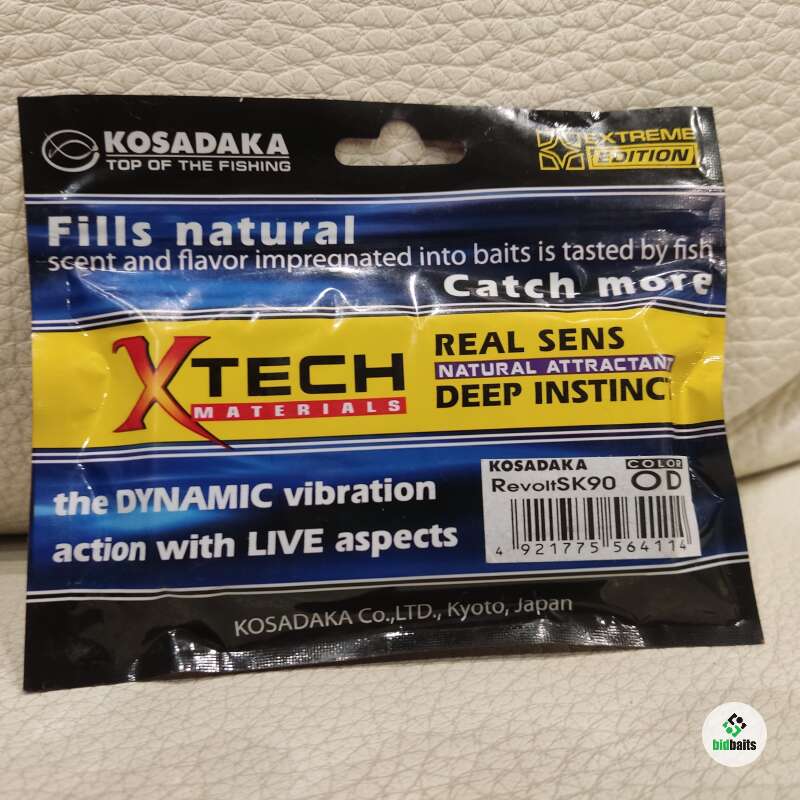 KOSADAKA
TOP OF THE FISHING
EXTREME
EDITION
Fills natural
scent and flavor impregnated into baits is tasted by fish
Catch more
XTECH
MATERIALS
REAL SENS
NATURAL ATTRACTANT
DEEP INSTINCT
the DYNAMIC vibration
action with LIVE aspects
KOSADAKA
COLOR
RevoltSK90
OD
4 921775 564114
KOSADAKA Co.,LTD., Kyoto, Japan
bidbaits